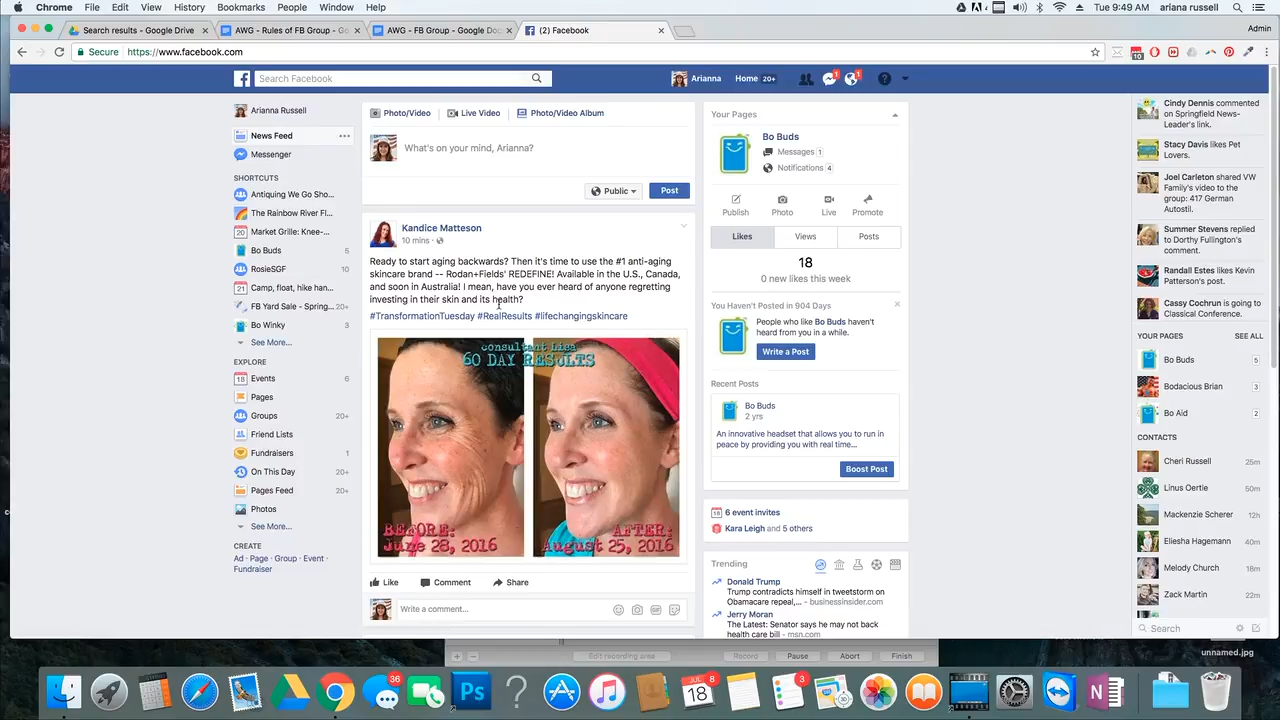 Chrome File Edit View History Bookmarks People Window Help
Tue 9:49 AM ariana russell
Search results - Google Drive
AWG - Rules of FB Group - Go
AWG - FB Group - Google Doc
(2) Facebook
Admin
Secure https://www.facebook.com
10
Search Facebook
Arianna
Home 20+
1
1
Arianna Russell
News Feed
Messenger
SHORTCUTS
Antiquing We Go Sho...
The Rainbow River Fl...
Market Grille: Knee-...
Bo Buds 5
RosieSGF 10
Camp, float, hike han...
FB Yard Sale - Spring... 20+
Bo Winky 3
See More...
EXPLORE
Events 6
Pages
Groups 20+
Friend Lists
Fundraisers 1
On This Day 20+
Pages Feed 20+
Photos
See More...
CREATE
Ad · Page · Group · Event ·
Fundraiser
Photo/Video
Live Video
Photo/Video Album
What's on your mind, Arianna?
Public
Post
Kandice Matteson
10 mins ·
Ready to start aging backwards? Then it's time to use the #1 anti-aging
skincare brand -- Rodan+Fields' REDEFINE! Available in the U.S., Canada,
and soon in Australia! I mean, have you ever heard of anyone regretting
investing in their skin and its health?
#TransformationTuesday #RealResults #lifechangingskincare
consultant Lisa
60 DAY RESULTS
BEFORE:
June 28, 2016
AFTER:
August 25, 2016
Like
Comment
Share
Write a comment...
Your Pages
Bo Buds
Messages 1
Notifications 4
Publish
Photo
Live
Promote
Likes
Views
Posts
18
0 new likes this week
You Haven't Posted in 904 Days
People who like Bo Buds haven't
heard from you in a while.
Write a Post
Recent Posts
Bo Buds
2 yrs
An innovative headset that allows you to run in
peace by providing you with real time...
Boost Post
6 event invites
Kara Leigh and 5 others
Trending
Donald Trump
Trump contradicts himself in tweetstorm on
Obamacare repeal,... - businessinsider.com
Jerry Moran
The Latest: Senator says he may not back
health care bill - msn.com
Cindy Dennis commented
on Springfield News-
Leader's link.
Stacy Davis likes Pet
Lovers.
Joel Carleton shared VW
Family's video to the
group: 417 German
Autostil.
Summer Stevens replied
to Dorthy Fullington's
comment.
Randall Estes likes Kevin
Patterson's post.
Cassy Cochrun is going to
Classical Conference.
YOUR PAGES SEE ALL
Bo Buds 5
Bodacious Brian 3
Bo Aid 2
CONTACTS
Cheri Russell 25m
Linus Oertle 50m
Mackenzie Scherer 12h
Eliesha Hagemann 40m
Melody Church 18m
Zack Martin 22m
Search
Edit recording area
Record
Pause
Abort
Finish
unnamed.jpg
36
Ps
JUL
18
8
3
N